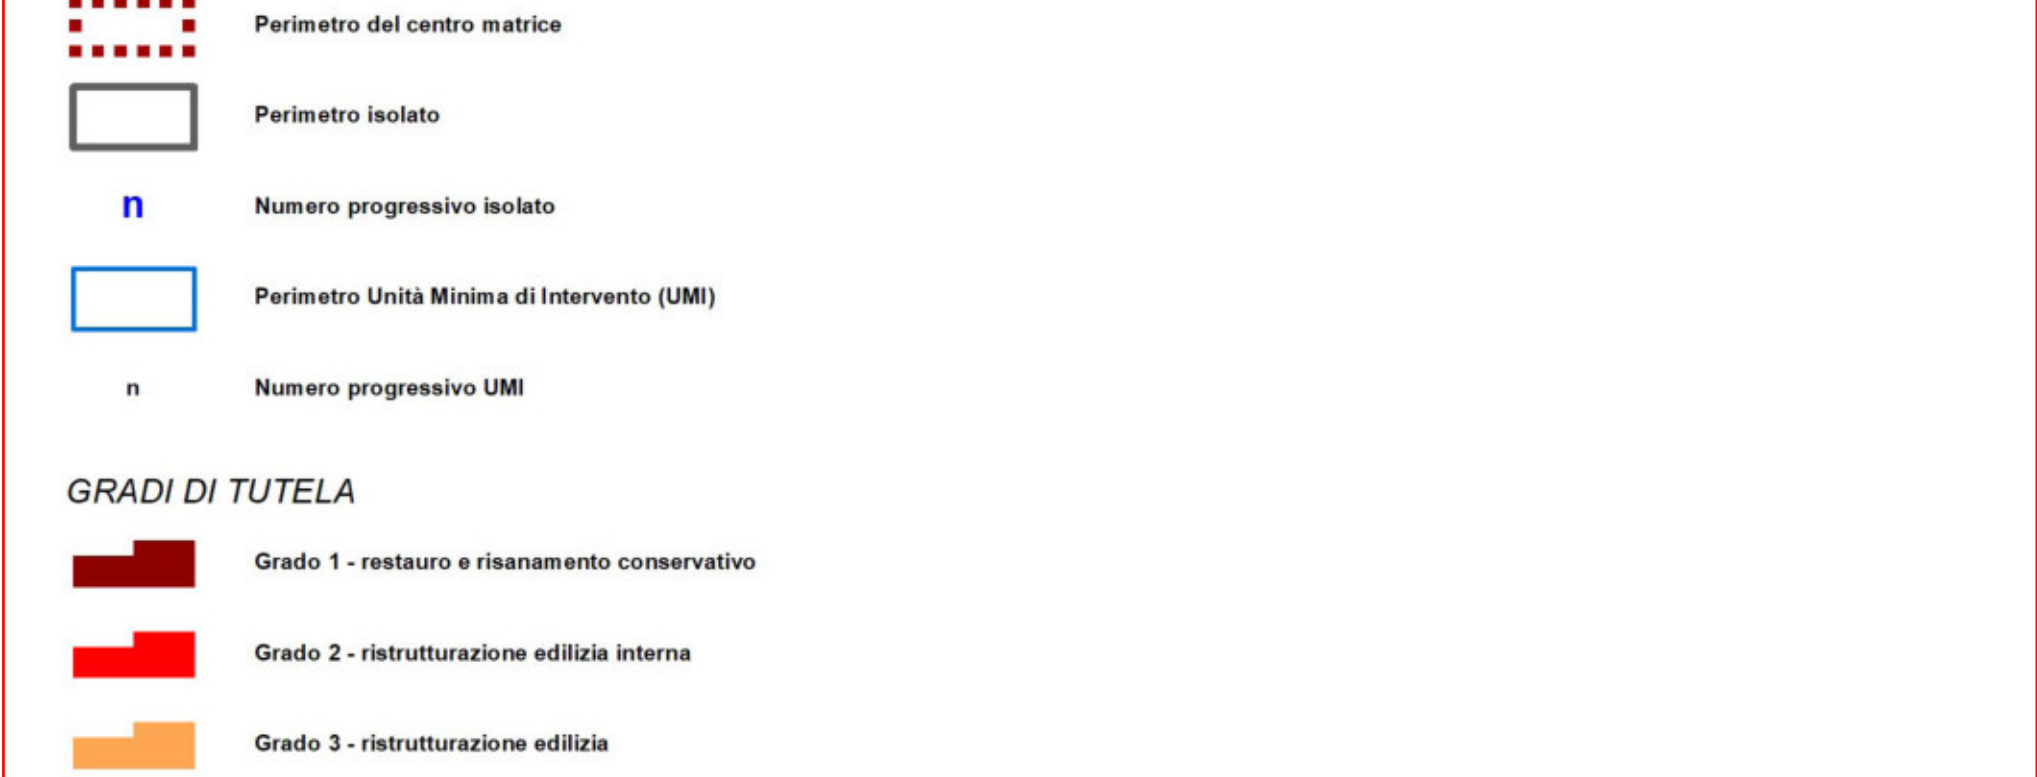 Perimetro del centro matrice
Perimetro isolato
n Numero progressivo isolato
Perimetro Unità Minima di Intervento (UMI)
n Numero progressivo UMI
GRADI DI TUTELA
Grado 1 - restauro e risanamento conservativo
Grado 2 - ristrutturazione edilizia interna
Grado 3 - ristrutturazione edilizia